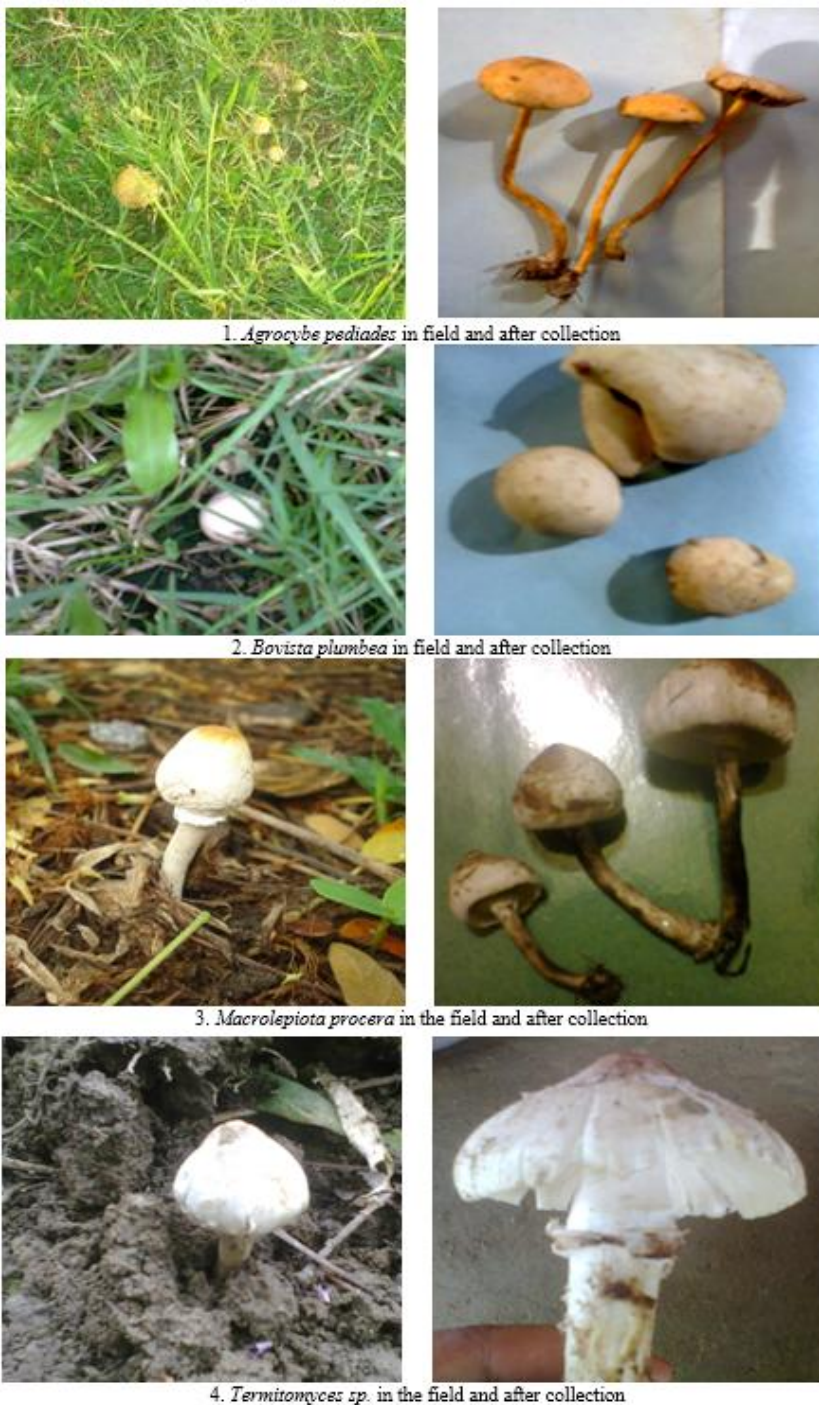 1. Agrocybe pediades in field and after collection
2. Bovista plumbea in field and after collection
3. Macrolepiota procera in the field and after collection
4. Termitomyces sp. in the field and after collection